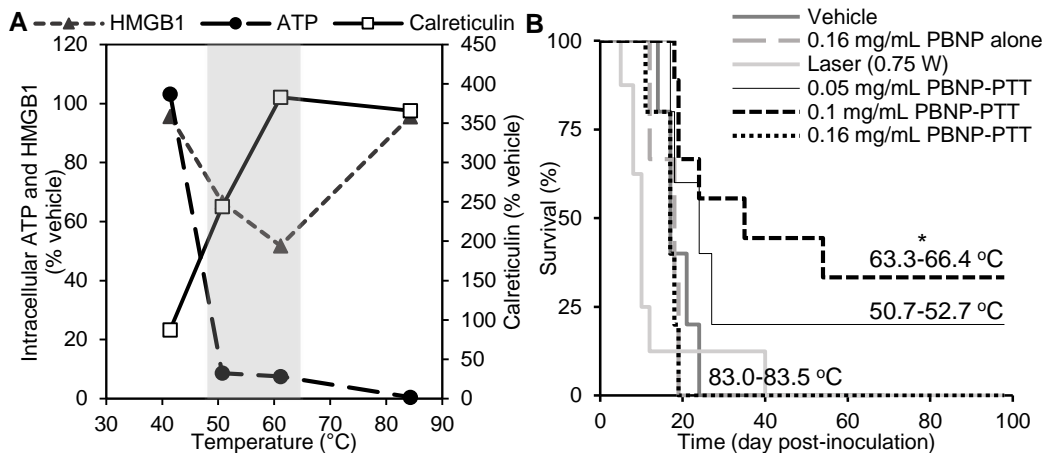 A
HMGB1 ATP Calreticulin
Intracellular ATP and HMGB1
(% vehicle)
120
100
80
60
40
20
0
450
400
350
300
250
200
150
100
50
0
Calreticulin (% vehicle)
30 40 50 60 70 80 90
Temperature (°C)
B
Vehicle
0.16 mg/mL PBNP alone
Laser (0.75 W)
0.05 mg/mL PBNP-PTT
0.1 mg/mL PBNP-PTT
0.16 mg/mL PBNP-PTT
Survival (%)
100
75
50
25
0
*
63.3-66.4 ºC
50.7-52.7 ºC
83.0-83.5 ºC
0 20 40 60 80 100
Time (day post-inoculation)